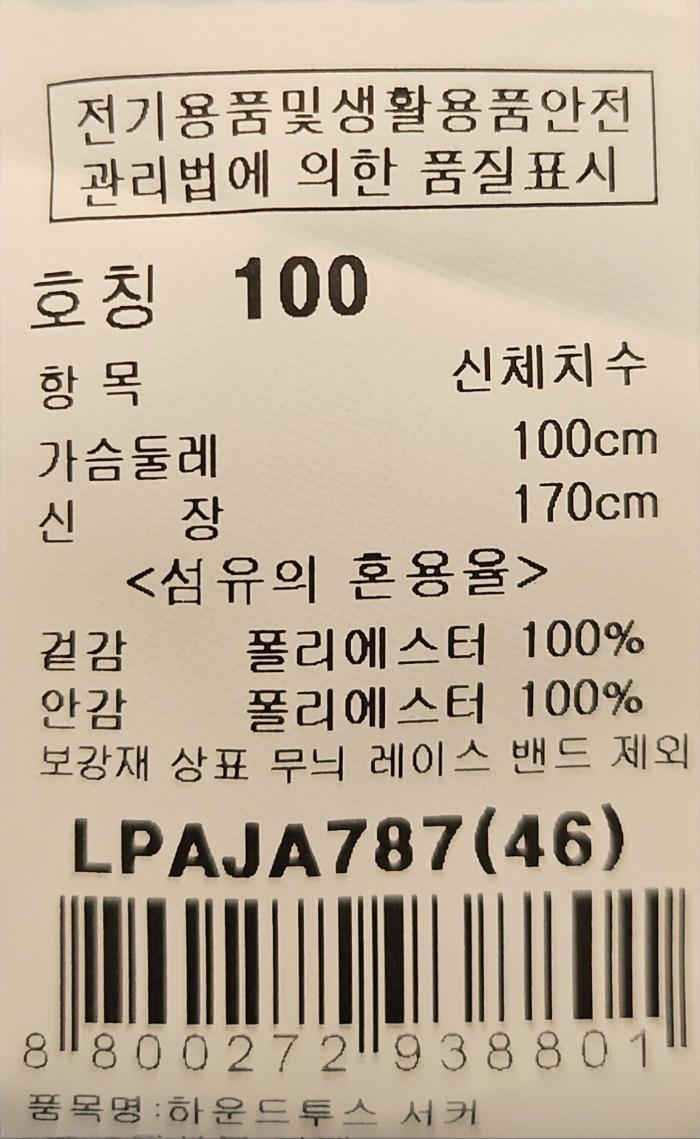 전기용품및생활용품안전
관리법에 의한 품질표시
호칭 100
항 목 신체치수
가슴둘레 100cm
신 장 170cm
<섬유의 혼용율>
겉감 폴리에스터 100%
안감 폴리에스터 100%
보강재 상표 무늬 레이스 밴드 제외
LPAJA787(46)
8 800272 938801
품목명:하운드투스 서커